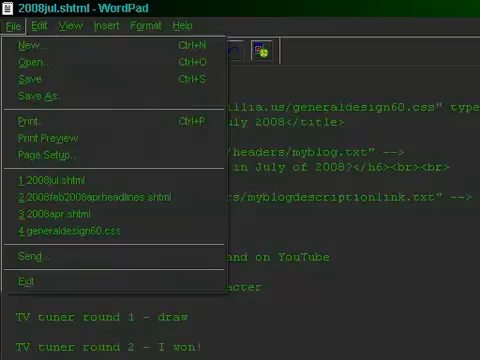 2008jul.shtml - WordPad
File Edit View Insert Format Help
New... Ctrl+N
Open... Ctrl+O
Save Ctrl+S
Save As...
Print... Ctrl+P
Print Preview
Page Setup...
1 2008jul.shtml
2 2008feb2008aprheadlines.shtml
3 2008apr.shtml
4 generaldesign60.css
Send...
Exit
illia.us/generaldesign60.css" type
ly 2008</title>
/headers/myblog.txt" -->
in July of 2008?</h6><br><br>
s/myblogdescriptionlink.txt" -->
and on YouTube
acter
TV tuner round 1 - draw
TV tuner round 2 - I won!